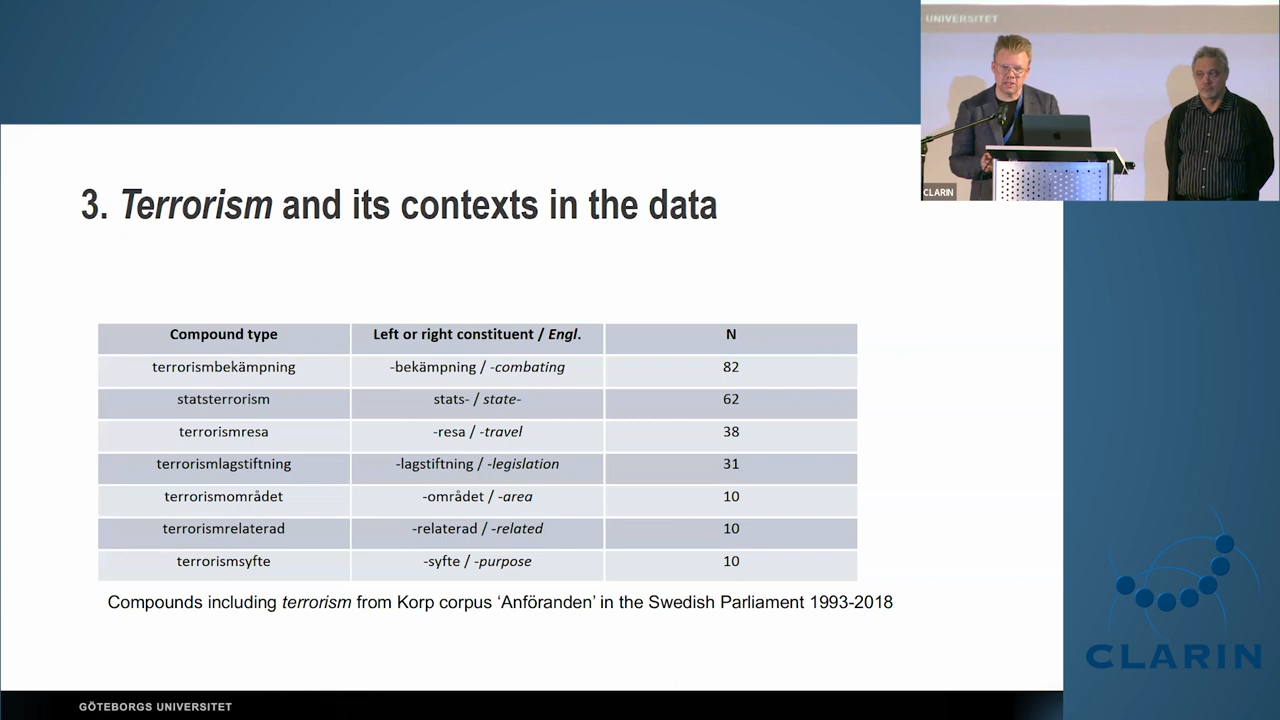 UNIVERSITET
CLARIN
3. Terrorism and its contexts in the data
Compound type Left or right constituent / Engl. N
terrorismbekämpning -bekämpning / -combating 82
statsterrorism stats- / state- 62
terrorismresa -resa / -travel 38
terrorismlagstiftning -lagstiftning / -legislation 31
terrorismområdet -området / -area 10
terrorismrelaterad -relaterad / -related 10
terrorismsyfte -syfte / -purpose 10
Compounds including terrorism from Korp corpus ‘Anföranden’ in the Swedish Parliament 1993-2018
CLARIN
GÖTEBORGS UNIVERSITET